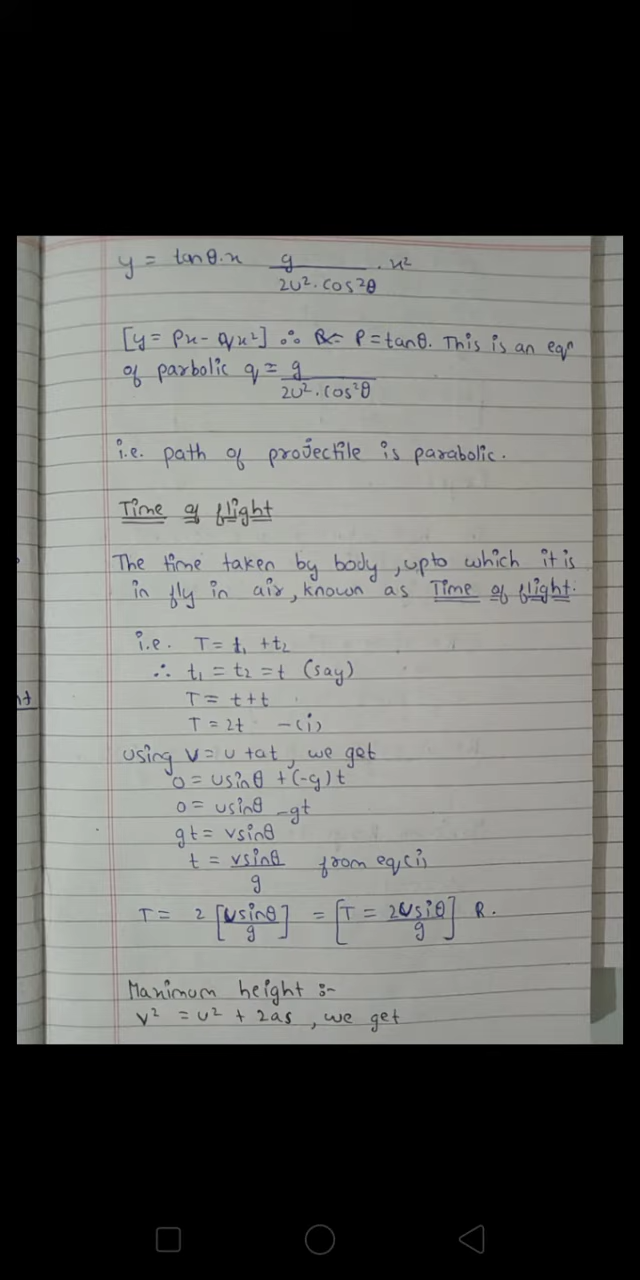 y = tanθ.x g/2u².cos²θ .x²
[y = px - qx²] ∴ P = tanθ. This is an eqn
of parbolic q = g/2u².cos²θ
i.e. path of projectile is parabolic.
Time of flight
The time taken by body, upto which it is
in fly in air, known as Time of flight.
i.e. T = t₁ + t₂
∴ t₁ = t₂ = t (say)
T = t + t
T = 2t -(i)
using v = u + at, we get
0 = usinθ + (-g)t
0 = usinθ - gt
gt = vsinθ
t = vsinθ/g from eq(i)
T = 2 [usinθ/g] = [T = 2usiθ/g] R.
Maximum height :-
v² = u² + 2as, we get